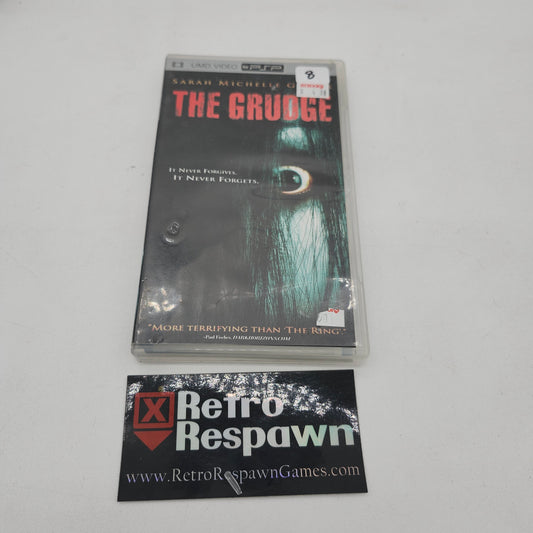 UMD VIDEO PSP
8
SARAH MICHELLE
THE GRUDGE
IT NEVER FORGIVES.
IT NEVER FORGETS.
"MORE TERRIFYING THAN 'THE RING'
Retro
Respawn
www.RetroRespawnGames.com